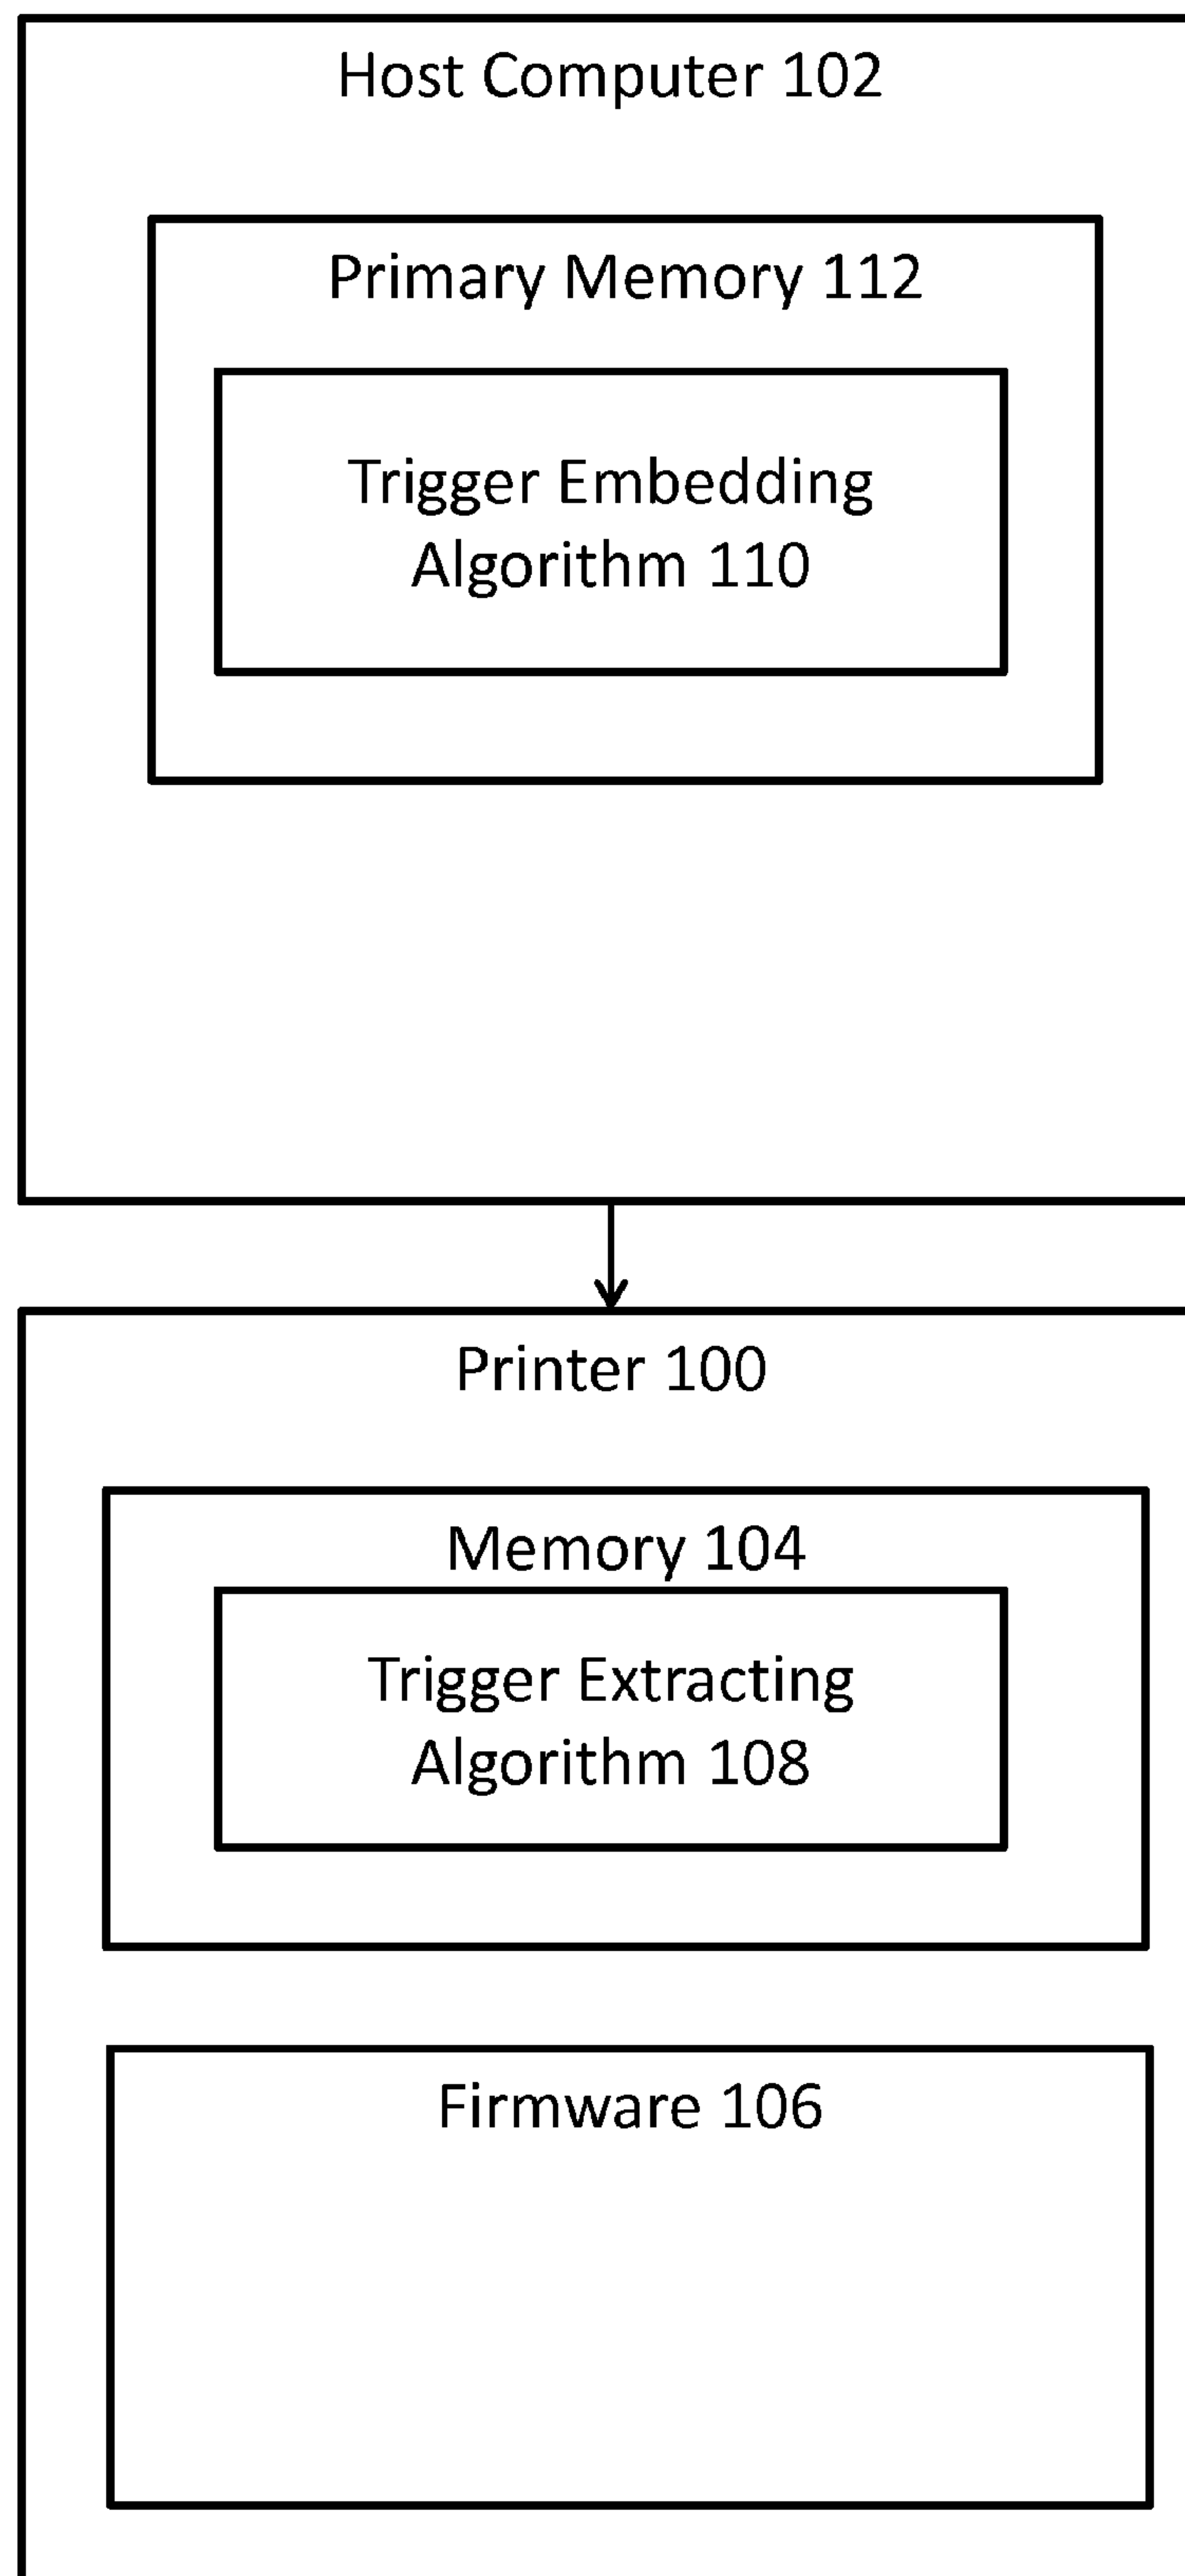 Host Computer 102
Primary Memory 112
Trigger Embedding
Algorithm 110
Printer 100
Memory 104
Trigger Extracting
Algorithm 108
Firmware 106